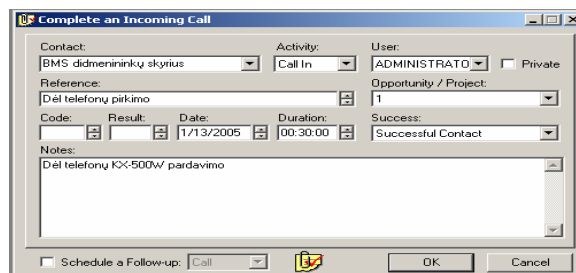 Complete an Incoming Call
Contact: Activity: User:
BMS didmenininkų skyrius Call In ADMINISTRATO Private
Reference: Opportunity / Project:
Dėl telefonų pirkimo 1
Code: Result: Date: Duration: Success:
1/13/2005 00:30:00 Successful Contact
Notes:
Dėl telefonų KX-500W pardavimo
Schedule a Follow-up: Call OK Cancel